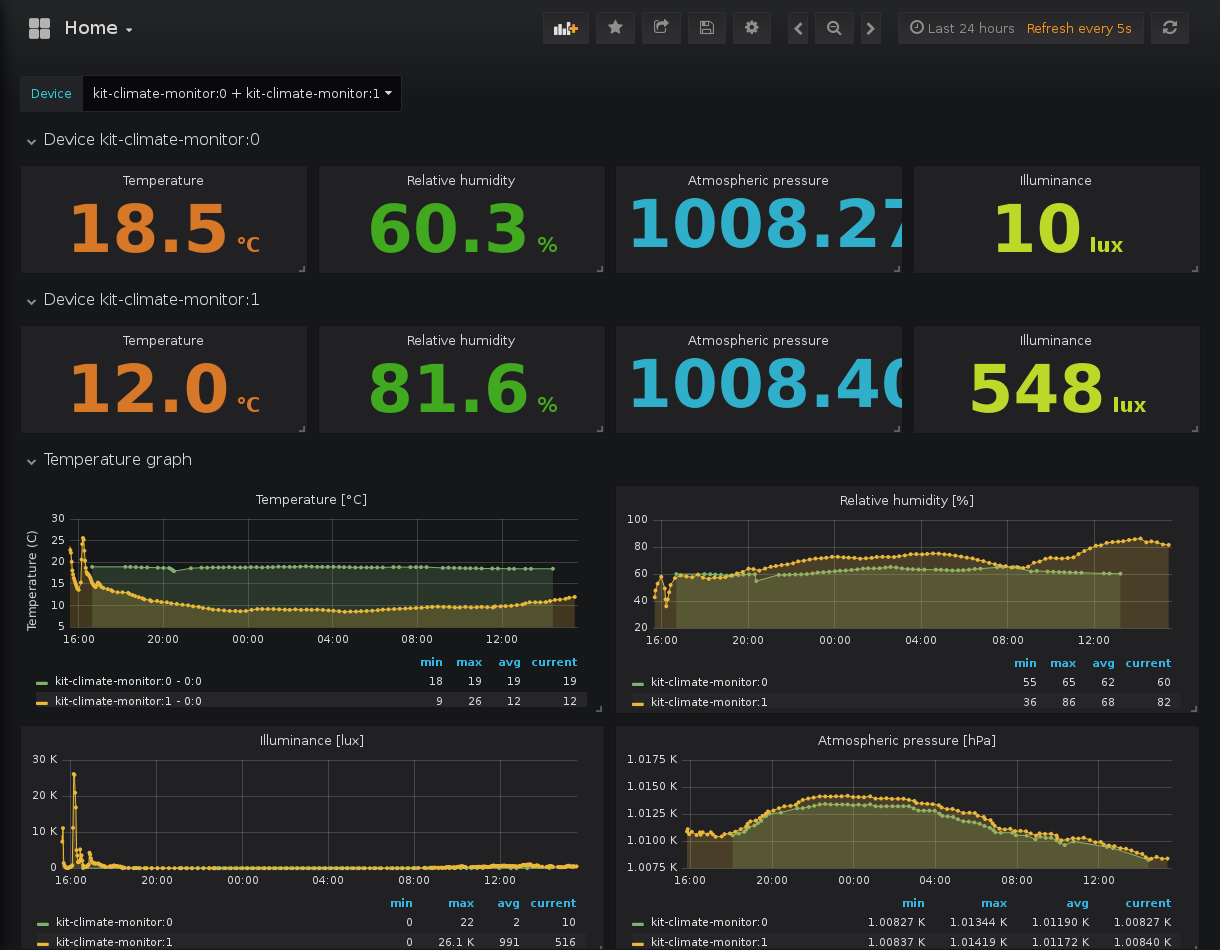 Home
Last 24 hours Refresh every 5s
Device kit-climate-monitor:0 + kit-climate-monitor:1
Device kit-climate-monitor:0
Temperature Relative humidity Atmospheric pressure Illuminance
18.5 °C 60.3 % 1008.27 10 lux
Device kit-climate-monitor:1
Temperature Relative humidity Atmospheric pressure Illuminance
12.0 °C 81.6 % 1008.40 548 lux
Temperature graph
Temperature [°C]
Temperature (C)
30
25
20
15
10
5
16:00 20:00 00:00 04:00 08:00 12:00
min max avg current
kit-climate-monitor:0 - 0:0 18 19 19 19
kit-climate-monitor:1 - 0:0 9 26 12 12
Relative humidity [%]
100
80
60
40
20
16:00 20:00 00:00 04:00 08:00 12:00
min max avg current
kit-climate-monitor:0 55 65 62 60
kit-climate-monitor:1 36 86 68 82
Illuminance [lux]
30 K
20 K
10 K
0
16:00 20:00 00:00 04:00 08:00 12:00
min max avg current
kit-climate-monitor:0 0 22 2 10
kit-climate-monitor:1 0 26.1 K 991 516
Atmospheric pressure [hPa]
1.0175 K
1.0150 K
1.0125 K
1.0100 K
1.0075 K
16:00 20:00 00:00 04:00 08:00 12:00
min max avg current
kit-climate-monitor:0 1.00827 K 1.01344 K 1.01190 K 1.00827 K
kit-climate-monitor:1 1.00837 K 1.01419 K 1.01172 K 1.00840 K